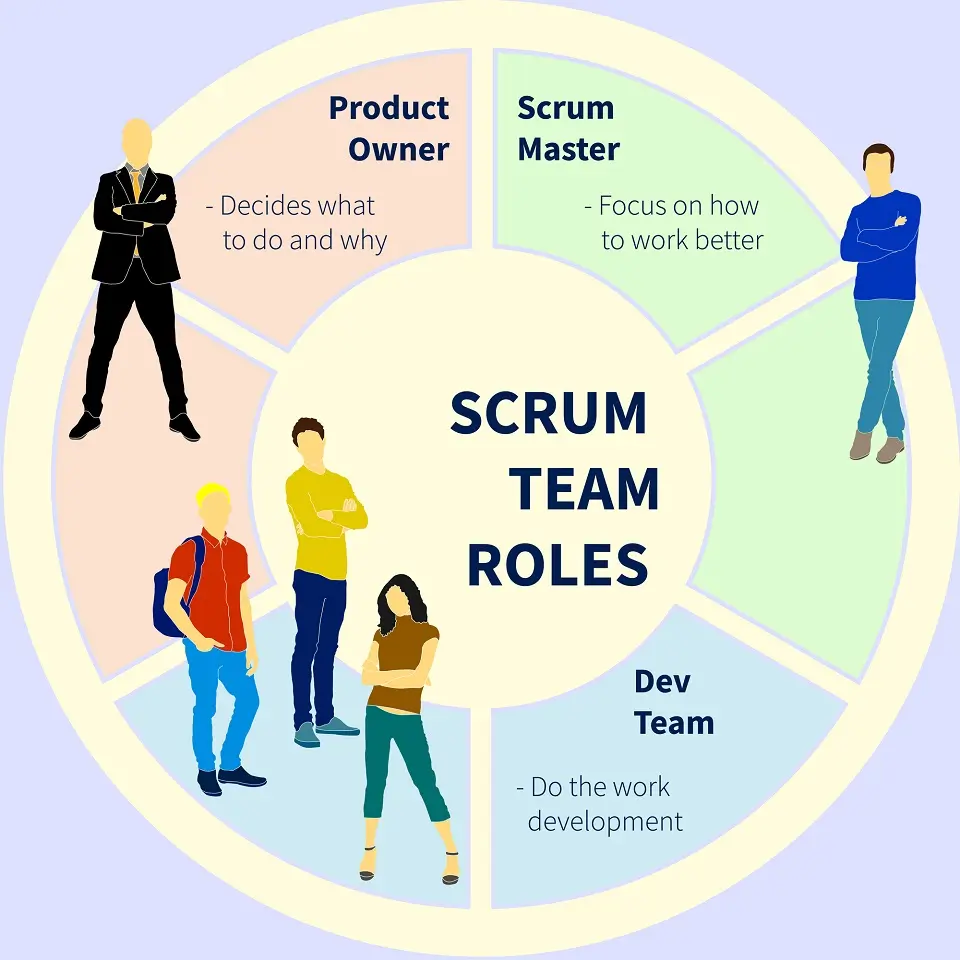 Product
Owner
- Decides what
to do and why
Scrum
Master
- Focus on how
to work better
SCRUM
TEAM
ROLES
Dev
Team
- Do the work
development